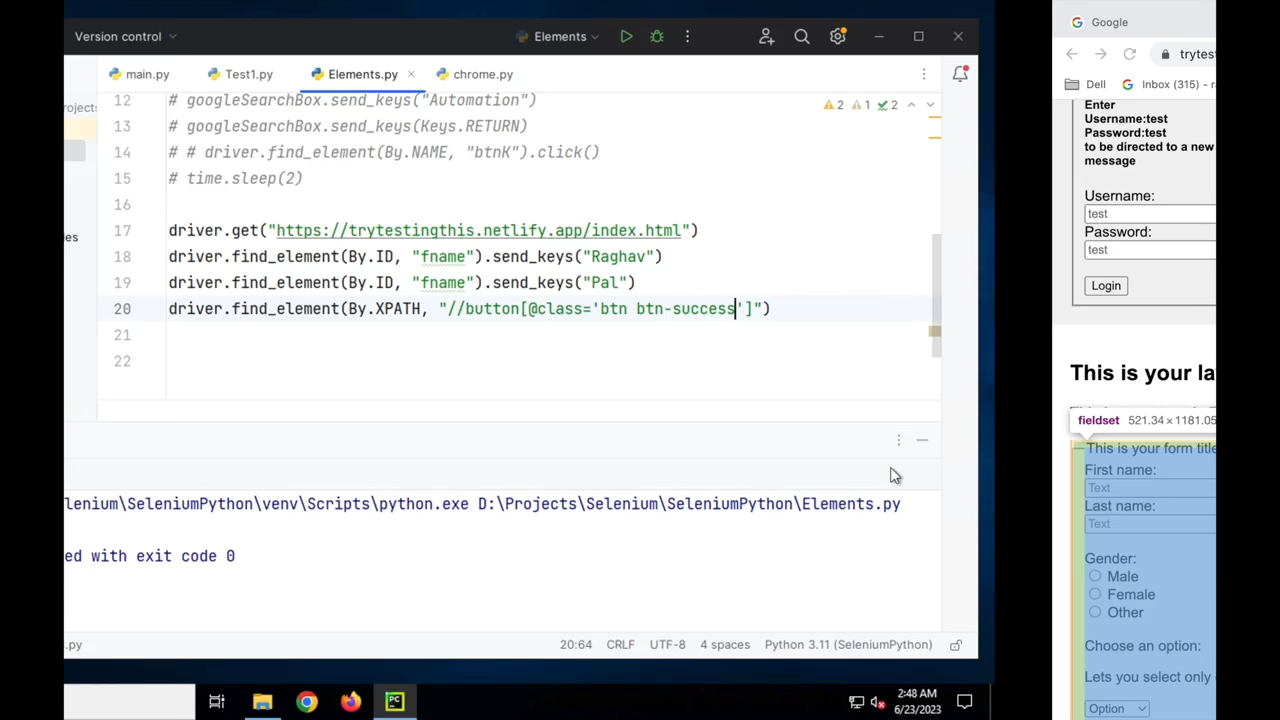 Version control
Elements
main.py
Test1.py
Elements.py
chrome.py
rojects
les
2
1
2
12 # googleSearchBox.send_keys("Automation")
13 # googleSearchBox.send_keys(Keys.RETURN)
14 # # driver.find_element(By.NAME, "btnK").click()
15 # time.sleep(2)
16
17 driver.get("https://trytestingthis.netlify.app/index.html")
18 driver.find_element(By.ID, "fname").send_keys("Raghav")
19 driver.find_element(By.ID, "fname").send_keys("Pal")
20 driver.find_element(By.XPATH, "//button[@class='btn btn-success']")
21
22
lenium\SeleniumPython\venv\Scripts\python.exe D:\Projects\Selenium\SeleniumPython\Elements.py
ed with exit code 0
.py
20:64 CRLF UTF-8 4 spaces Python 3.11 (SeleniumPython)
PC
2:48 AM
6/23/2023
Google
trytes
Dell
Inbox (315) - r
Enter
Username:test
Password:test
to be directed to a new
message
Username:
test
Password:
test
Login
This is your la
fieldset 521.34 × 1181.05
This is your form title
First name:
Text
Last name:
Text
Gender:
Male
Female
Other
Choose an option:
Lets you select only
Option